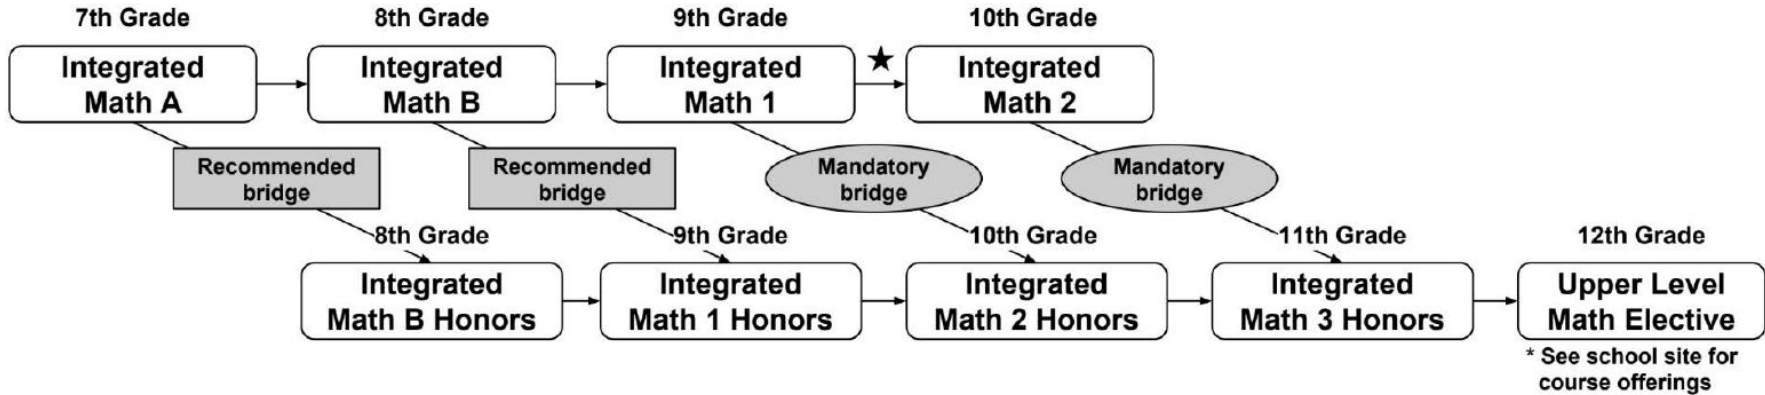 7th Grade
8th Grade
9th Grade
10th Grade
Integrated
Math A
Integrated
Math B
Integrated
Math 1
Integrated
Math 2
Recommended
bridge
Recommended
bridge
Mandatory
bridge
Mandatory
bridge
8th Grade
9th Grade
10th Grade
11th Grade
12th Grade
Integrated
Math B Honors
Integrated
Math 1 Honors
Integrated
Math 2 Honors
Integrated
Math 3 Honors
Upper Level
Math Elective
* See school site for
course offerings